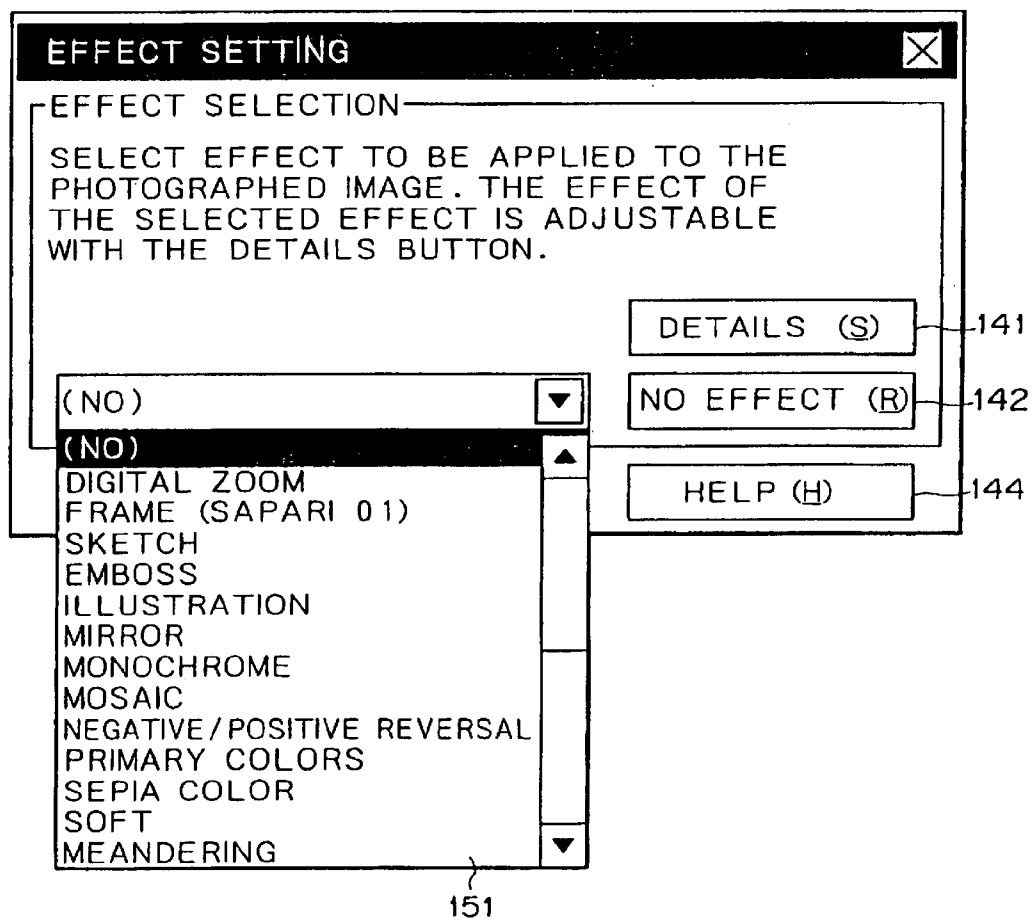 EFFECT SETTING
EFFECT SELECTION
SELECT EFFECT TO BE APPLIED TO THE
PHOTOGRAPHED IMAGE. THE EFFECT OF
THE SELECTED EFFECT IS ADJUSTABLE
WITH THE DETAILS BUTTON.
DETAILS (S)
141
(NO)
NO EFFECT (R)
142
(NO)
DIGITAL ZOOM
FRAME (SAPARI 01)
SKETCH
EMBOSS
ILLUSTRATION
MIRROR
MONOCHROME
MOSAIC
NEGATIVE/POSITIVE REVERSAL
PRIMARY COLORS
SEPIA COLOR
SOFT
MEANDERING
HELP (H)
144
151